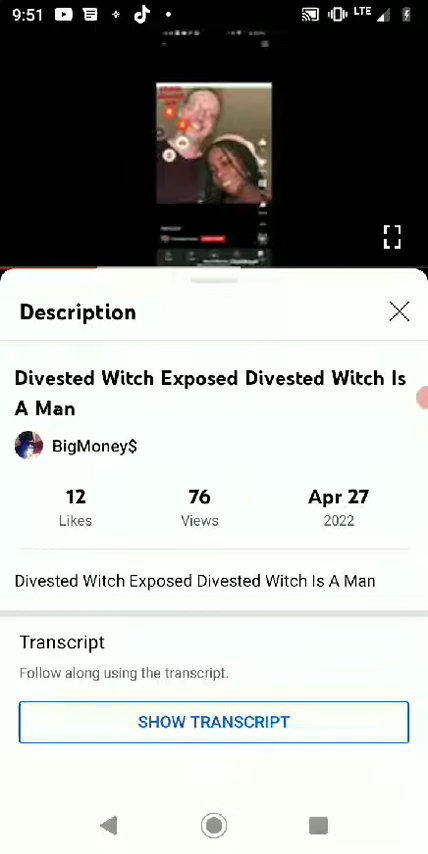 9:51
LTE
Description
Divested Witch Exposed Divested Witch Is
A Man
BigMoney$
12
76
Apr 27
Likes
Views
2022
Divested Witch Exposed Divested Witch Is A Man
Transcript
Follow along using the transcript.
SHOW TRANSCRIPT